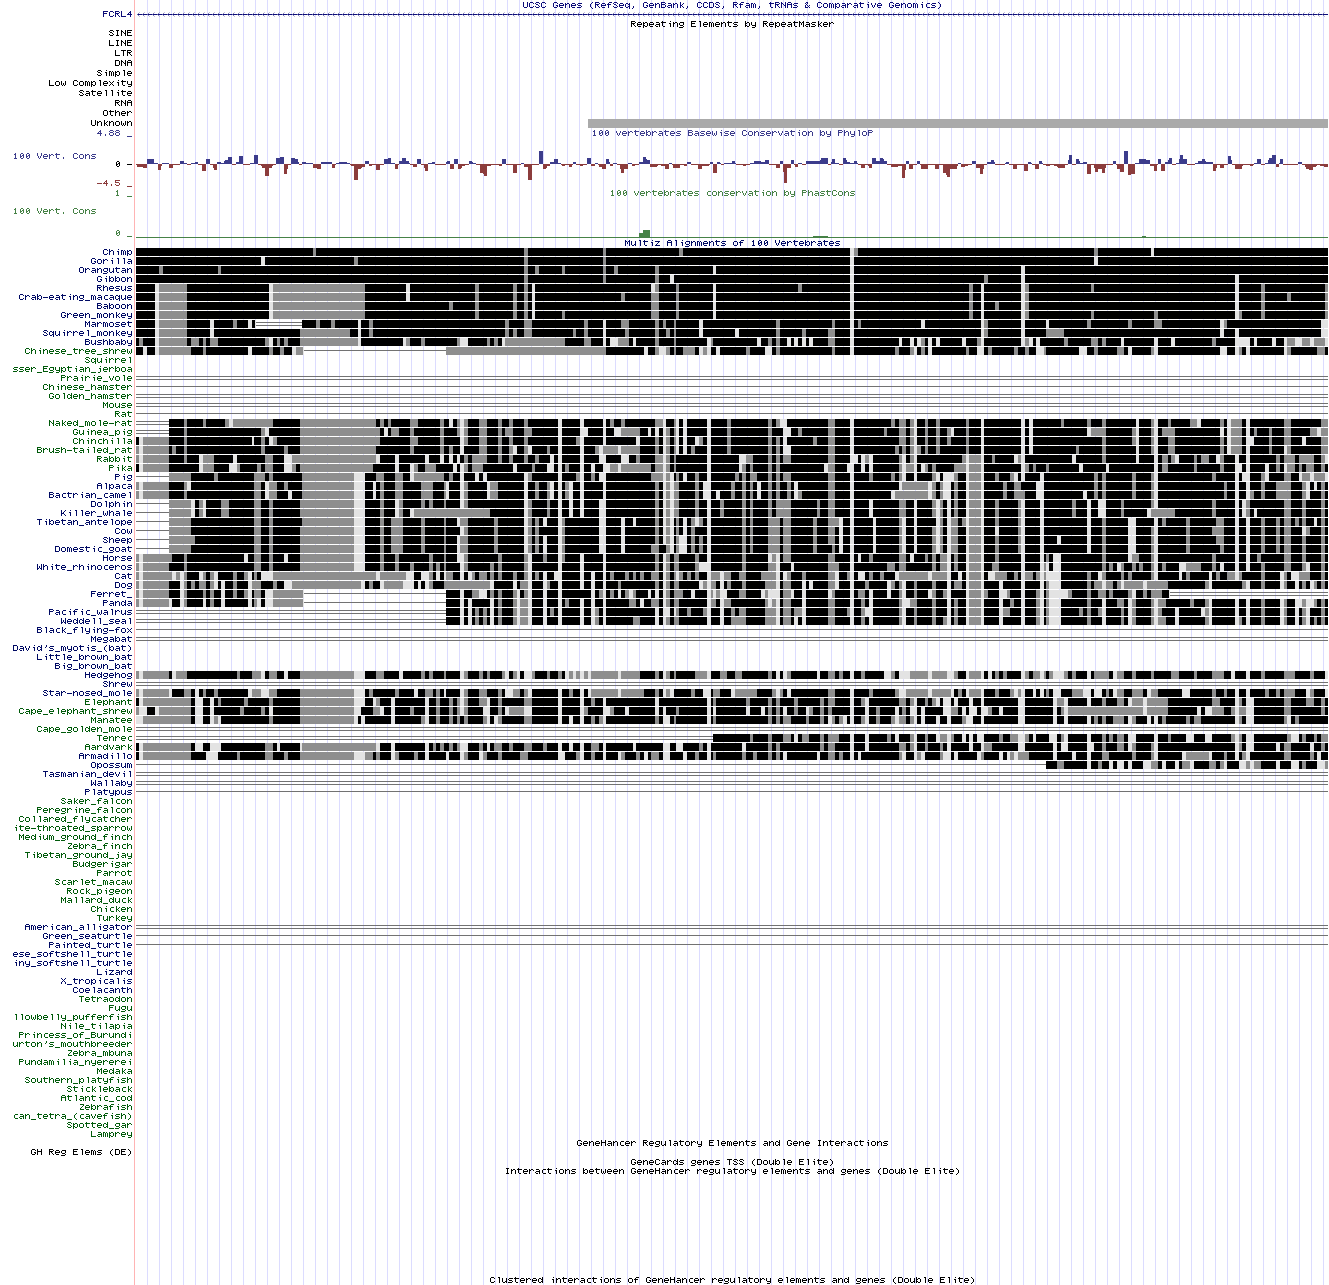 UCSC Genes (RefSeq, GenBank, CCDS, Rfam, tRNAs & Comparative Genomics)
FCRL4
Repeating Elements by RepeatMasker
SINE
LINE
LTR
DNA
Simple
Low Complexity
Satellite
RNA
Other
Unknown
4.88 _
100 vertebrates Basewise Conservation by PhyloP
100 Vert. Cons
0 -
-4.5 _
1 _
100 vertebrates conservation by PhastCons
100 Vert. Cons
0 _
Multiz Alignments of 100 Vertebrates
Chimp
Gorilla
Orangutan
Gibbon
Rhesus
Crab-eating_macaque
Baboon
Green_monkey
Marmoset
Squirrel_monkey
Bushbaby
Chinese_tree_shrew
Squirrel
sser_Egyptian_jerboa
Prairie_vole
Chinese_hamster
Golden_hamster
Mouse
Rat
Naked_mole-rat
Guinea_pig
Chinchilla
Brush-tailed_rat
Rabbit
Pika
Pig
Alpaca
Bactrian_camel
Dolphin
Killer_whale
Tibetan_antelope
Cow
Sheep
Domestic_goat
Horse
White_rhinoceros
Cat
Dog
Ferret_
Panda
Pacific_walrus
Weddell_seal
Black_flying-fox
Megabat
David's_myotis_(bat)
Little_brown_bat
Big_brown_bat
Hedgehog
Shrew
Star-nosed_mole
Elephant
Cape_elephant_shrew
Manatee
Cape_golden_mole
Tenrec
Aardvark
Armadillo
Opossum
Tasmanian_devil
Wallaby
Platypus
Saker_falcon
Peregrine_falcon
Collared_flycatcher
ite-throated_sparrow
Medium_ground_finch
Zebra_finch
Tibetan_ground_jay
Budgerigar
Parrot
Scarlet_macaw
Rock_pigeon
Mallard_duck
Chicken
Turkey
American_alligator
Green_seaturtle
Painted_turtle
ese_softshell_turtle
iny_softshell_turtle
Lizard
X_tropicalis
Coelacanth
Tetraodon
Fugu
llowbelly_pufferfish
Nile_tilapia
Princess_of_Burundi
urton's_mouthbreeder
Zebra_mbuna
Pundamilia_nyererei
Medaka
Southern_platyfish
Stickleback
Atlantic_cod
Zebrafish
can_tetra_(cavefish)
Spotted_gar
Lamprey
GeneHancer Regulatory Elements and Gene Interactions
GH Reg Elems (DE)
GeneCards genes TSS (Double Elite)
Interactions between GeneHancer regulatory elements and genes (Double Elite)
Clustered interactions of GeneHancer regulatory elements and genes (Double Elite)